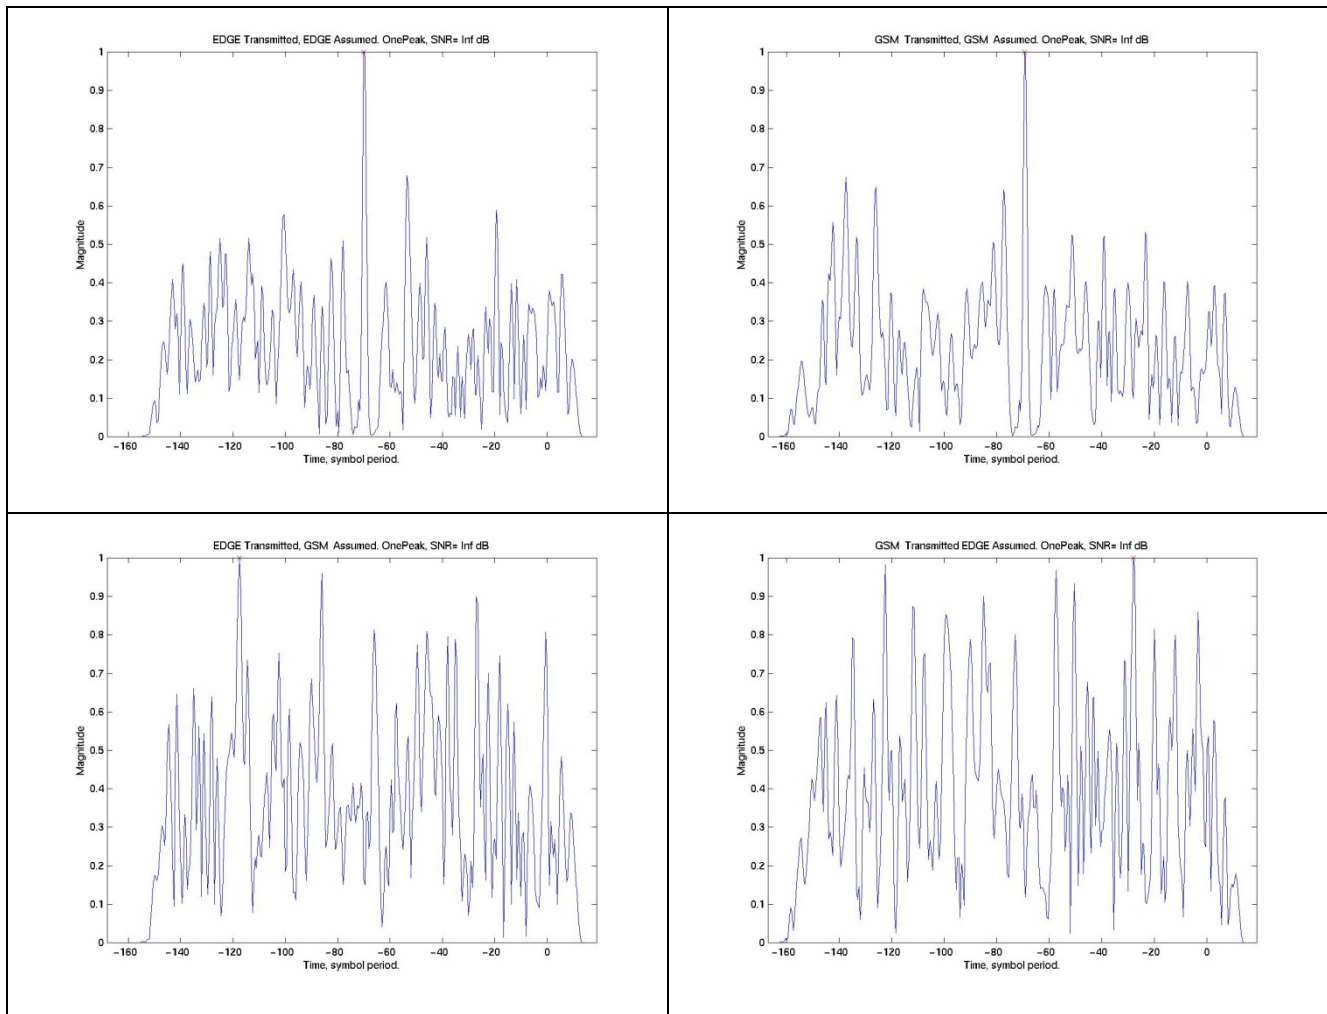 EDGE Transmitted, EDGE Assumed. OnePeak, SNR= Inf dB
1
0.9
0.8
0.7
0.6
0.5
0.4
0.3
0.2
0.1
0
Magnitude
−160 −140 −120 −100 −80 −60 −40 −20 0
Time, symbol period.
GSM Transmitted, GSM Assumed. OnePeak, SNR= Inf dB
1
0.9
0.8
0.7
0.6
0.5
0.4
0.3
0.2
0.1
0
Magnitude
−160 −140 −120 −100 −80 −60 −40 −20 0
Time, symbol period.
EDGE Transmitted, GSM Assumed. OnePeak, SNR= Inf dB
1
0.9
0.8
0.7
0.6
0.5
0.4
0.3
0.2
0.1
0
Magnitude
−160 −140 −120 −100 −80 −60 −40 −20 0
Time, symbol period.
GSM Transmitted EDGE Assumed. OnePeak, SNR= Inf dB
1
0.9
0.8
0.7
0.6
0.5
0.4
0.3
0.2
0.1
0
Magnitude
−160 −140 −120 −100 −80 −60 −40 −20 0
Time, symbol period.